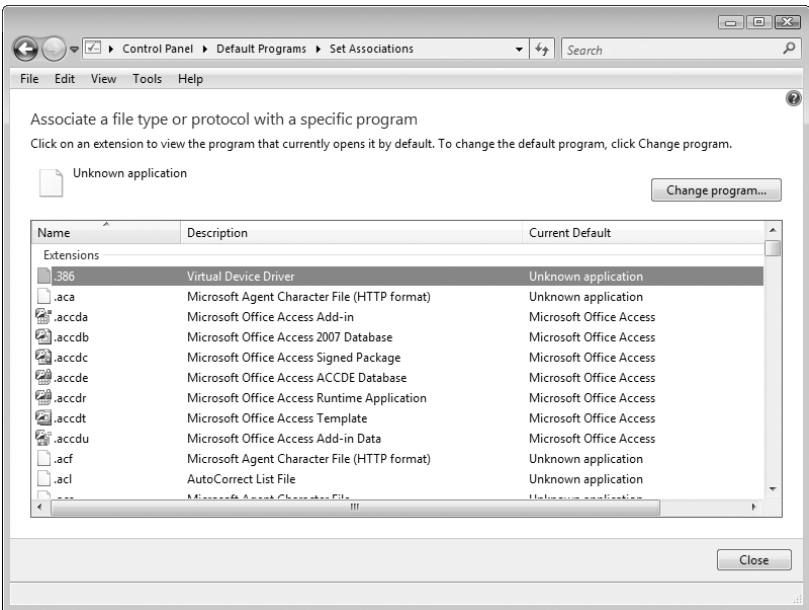 Control Panel Default Programs Set Associations Search
File Edit View Tools Help
Associate a file type or protocol with a specific program
Click on an extension to view the program that currently opens it by default. To change the default program, click Change program.
Unknown application
Change program...
Name Description Current Default
Extensions
.386 Virtual Device Driver Unknown application
.aca Microsoft Agent Character File (HTTP format) Unknown application
.accda Microsoft Office Access Add-in Microsoft Office Access
.accdb Microsoft Office Access 2007 Database Microsoft Office Access
.accdc Microsoft Office Access Signed Package Microsoft Office Access
.accde Microsoft Office Access ACCDE Database Microsoft Office Access
.accdr Microsoft Office Access Runtime Application Microsoft Office Access
.accdt Microsoft Office Access Template Microsoft Office Access
.accdu Microsoft Office Access Add-in Data Microsoft Office Access
.acf Microsoft Agent Character File (HTTP format) Unknown application
.acl AutoCorrect List File Unknown application
Microsoft Agent Character File Unknown application
Close